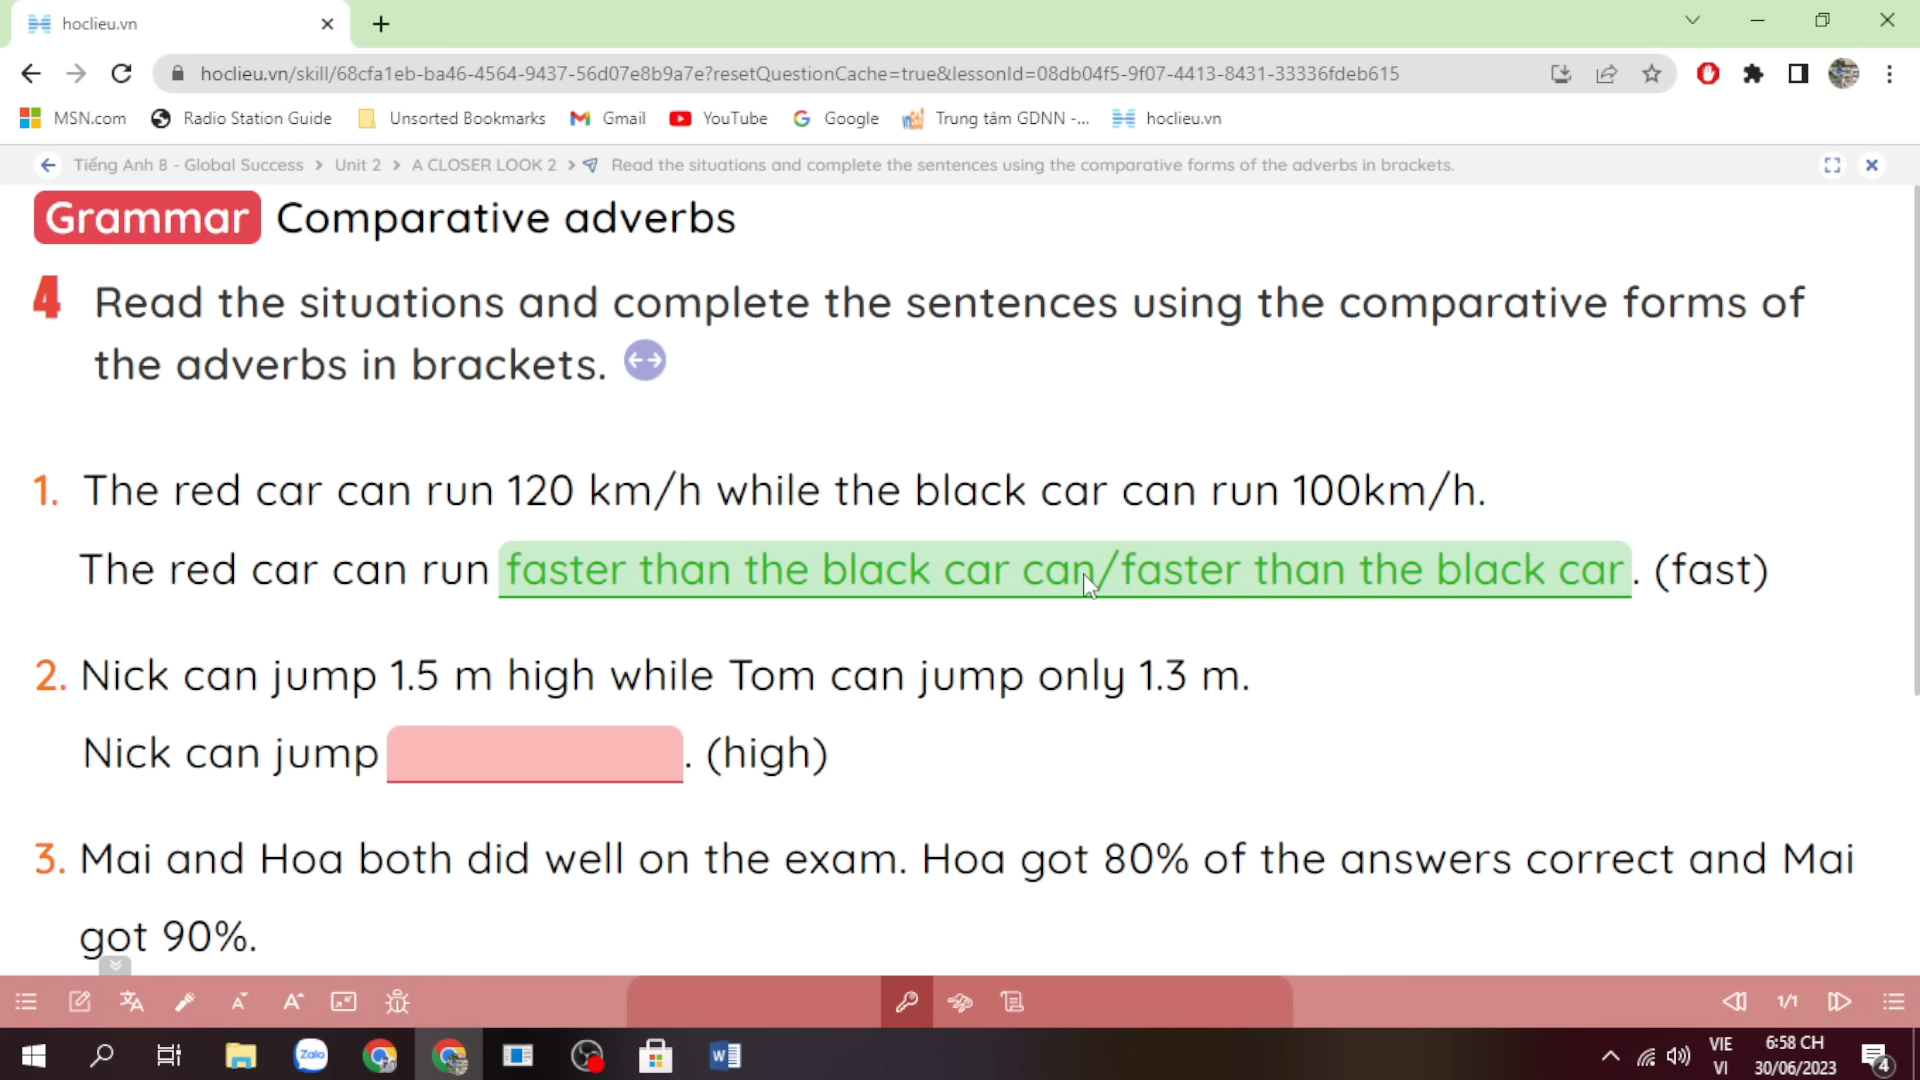 hoclieu.vn
hoclieu.vn/skill/68cfa1eb-ba46-4564-9437-56d07e8b9a7e?resetQuestionCache=true&lessonId=08db04f5-9f07-4413-8431-33336fdeb615
MSN.com Radio Station Guide Unsorted Bookmarks Gmail YouTube Google Trung tâm GDNN -... hoclieu.vn
Tiếng Anh 8 - Global Success > Unit 2 > A CLOSER LOOK 2 > Read the situations and complete the sentences using the comparative forms of the adverbs in brackets.
Grammar Comparative adverbs
4 Read the situations and complete the sentences using the comparative forms of
the adverbs in brackets.
1. The red car can run 120 km/h while the black car can run 100km/h.
The red car can run faster than the black car can/faster than the black car. (fast)
2. Nick can jump 1.5 m high while Tom can jump only 1.3 m.
Nick can jump . (high)
3. Mai and Hoa both did well on the exam. Hoa got 80% of the answers correct and Mai
got 90%.
1/1
Zalo
VIE
VI
6:58 CH
30/06/2023
4